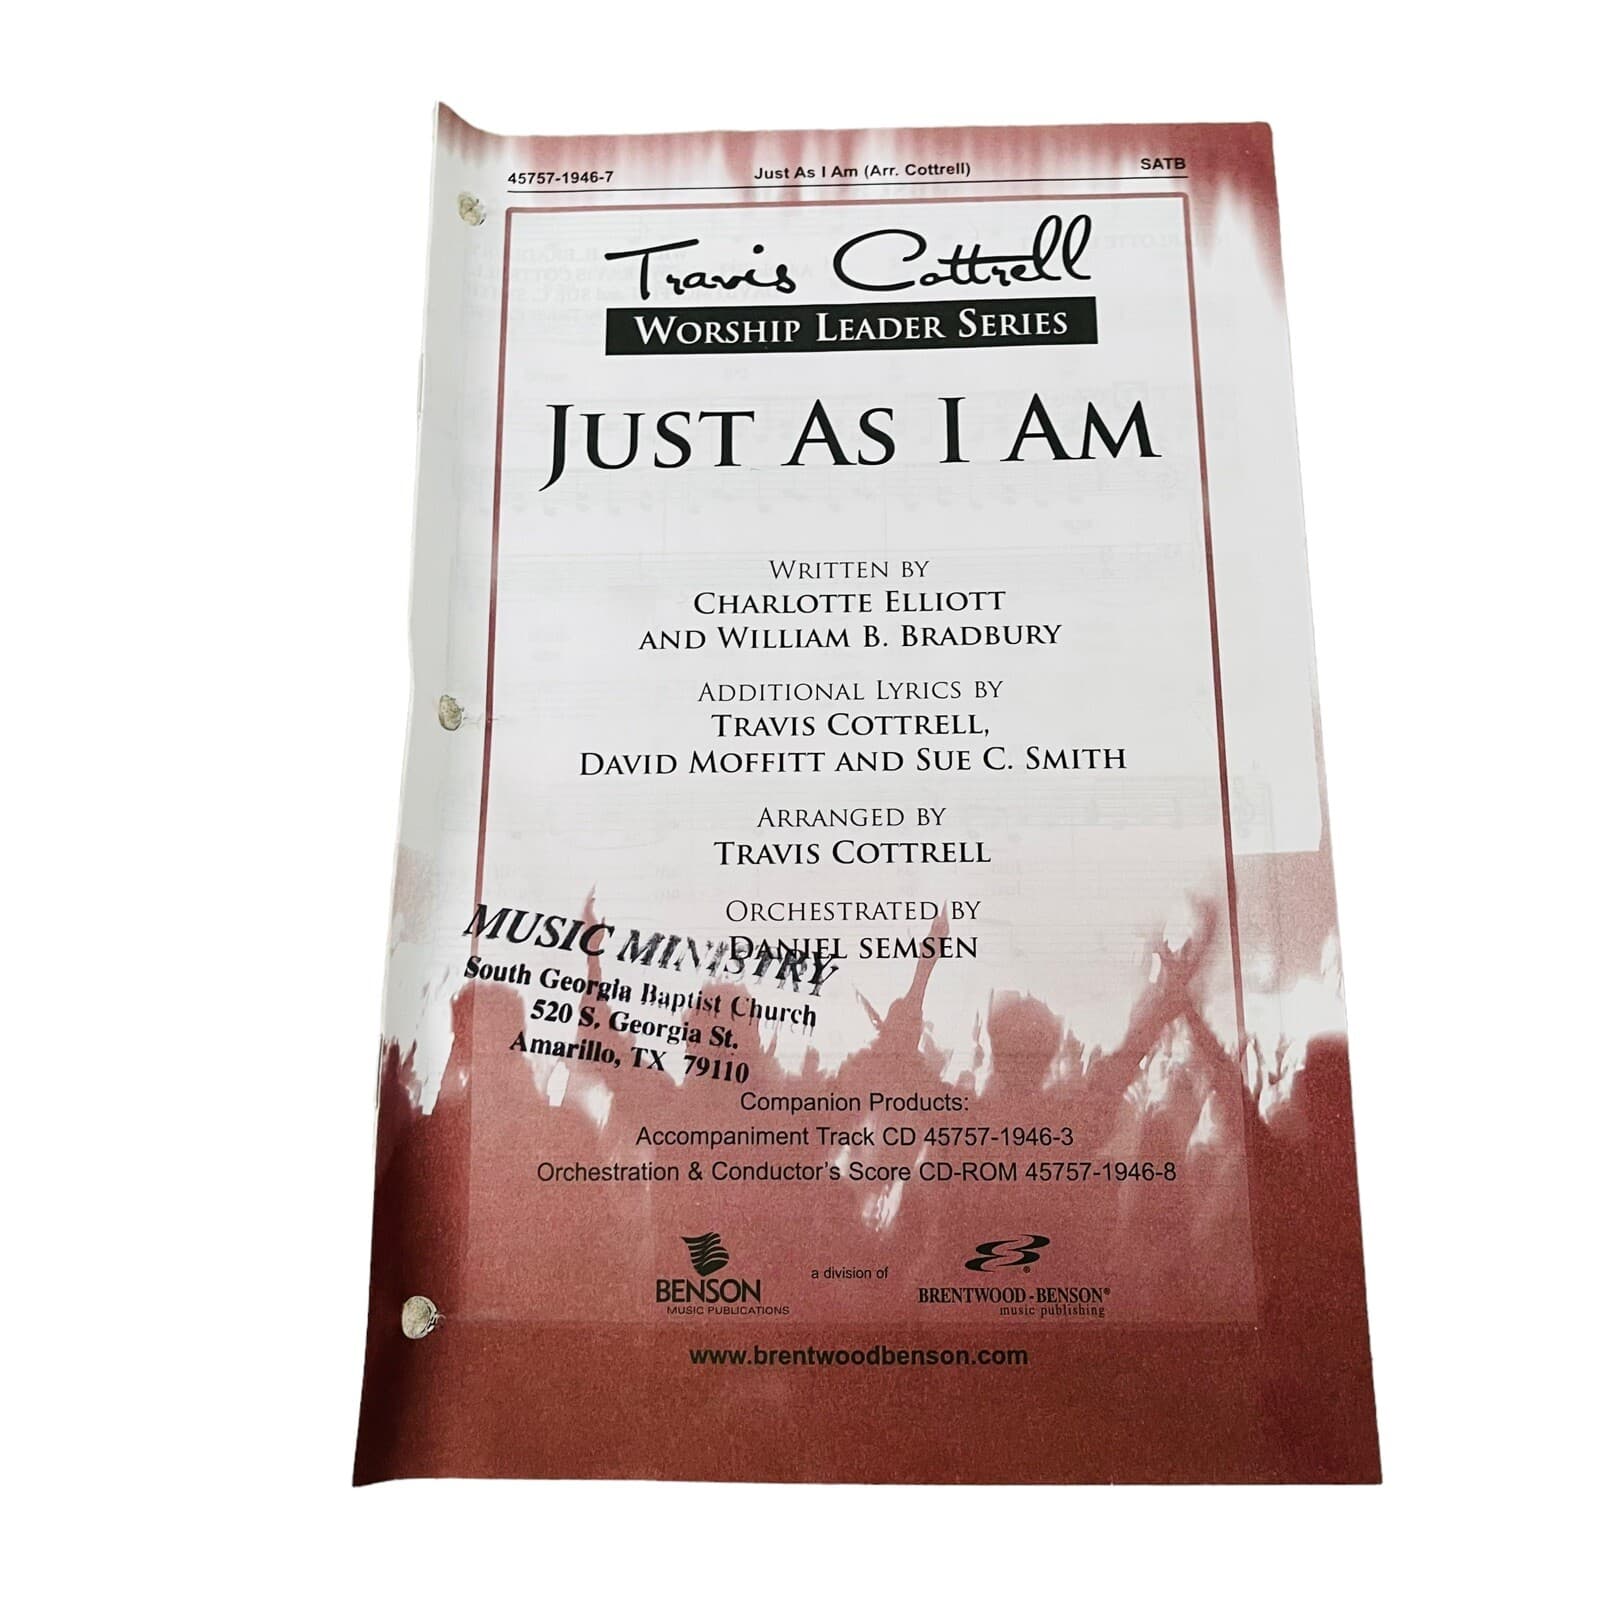 45757-1946-7 Just As I Am (Arr. Cottrell) SATB
Travis Cottrell
WORSHIP LEADER SERIES
JUST AS I AM
WRITTEN BY
CHARLOTTE ELLIOTT
AND WILLIAM B. BRADBURY
ADDITIONAL LYRICS BY
TRAVIS COTTRELL,
DAVID MOFFITT AND SUE C. SMITH
ARRANGED BY
TRAVIS COTTRELL
ORCHESTRATED BY
DANIEL SEMSEN
MUSIC MINISTRY
South Georgia Baptist Church
520 S. Georgia St.
Amarillo, TX 79110
Companion Products:
Accompaniment Track CD 45757-1946-3
Orchestration & Conductor's Score CD-ROM 45757-1946-8
BENSON
MUSIC PUBLICATIONS
a division of
BRENTWOOD-BENSON®
music publishing
www.brentwoodbenson.com